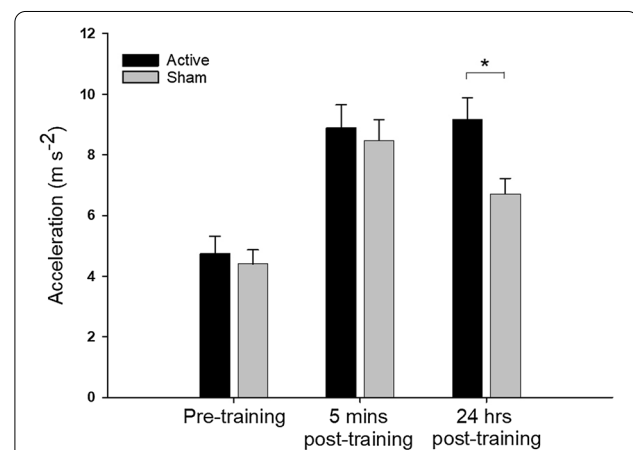 12
10
8
6
4
2
0
Acceleration (m s-2)
Active
Sham
*
Pre-training
5 mins
post-training
24 hrs
post-training